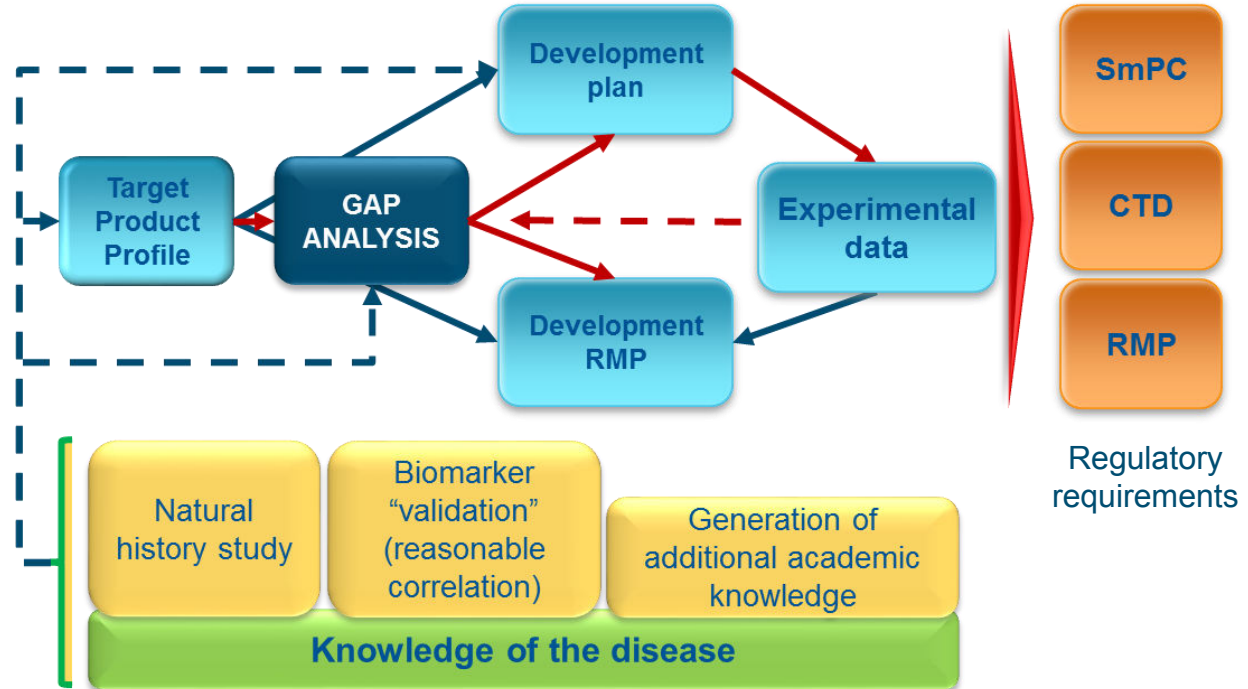 Development
plan
SmPC
Target
Product
Profile
GAP
ANALYSIS
Experimental
data
CTD
Development
RMP
RMP
Regulatory
requirements
Natural
history study
Biomarker
“validation”
(reasonable
correlation)
Generation of
additional academic
knowledge
Knowledge of the disease